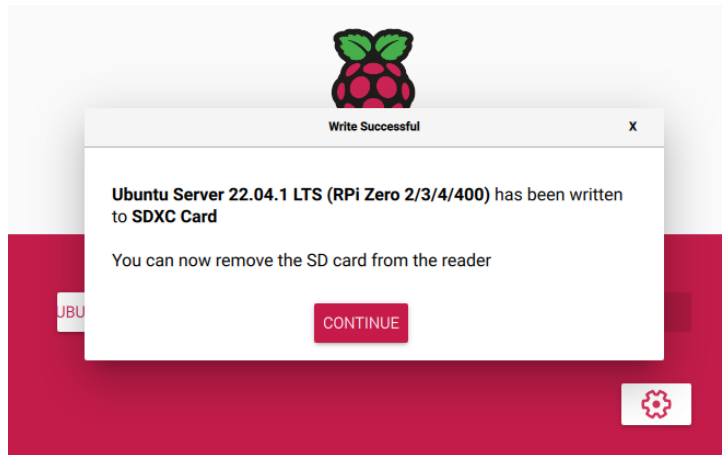 Write Successful X
Ubuntu Server 22.04.1 LTS (RPi Zero 2/3/4/400) has been written
to SDXC Card
You can now remove the SD card from the reader
UBU
CONTINUE